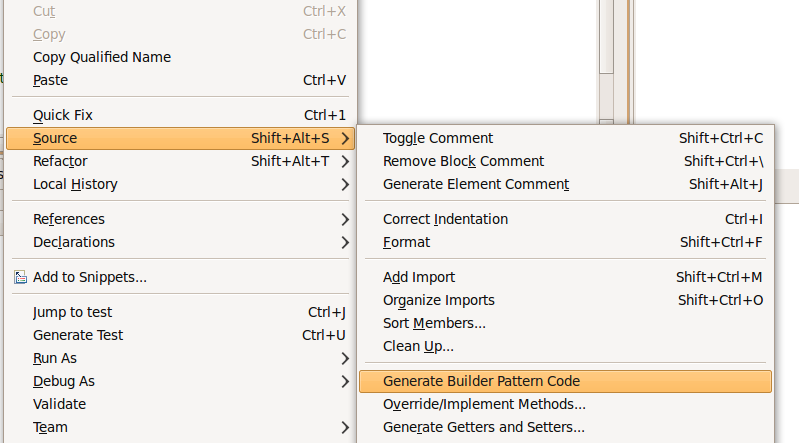 Cut Ctrl+X
Copy Ctrl+C
Copy Qualified Name
Paste Ctrl+V
Quick Fix Ctrl+1
Source Shift+Alt+S
Refactor Shift+Alt+T
Local History
References
Declarations
Add to Snippets...
Jump to test Ctrl+J
Generate Test Ctrl+U
Run As
Debug As
Validate
Team
Toggle Comment Shift+Ctrl+C
Remove Block Comment Shift+Ctrl+\
Generate Element Comment Shift+Alt+J
Correct Indentation Ctrl+I
Format Shift+Ctrl+F
Add Import Shift+Ctrl+M
Organize Imports Shift+Ctrl+O
Sort Members...
Clean Up...
Generate Builder Pattern Code
Override/Implement Methods...
Generate Getters and Setters...